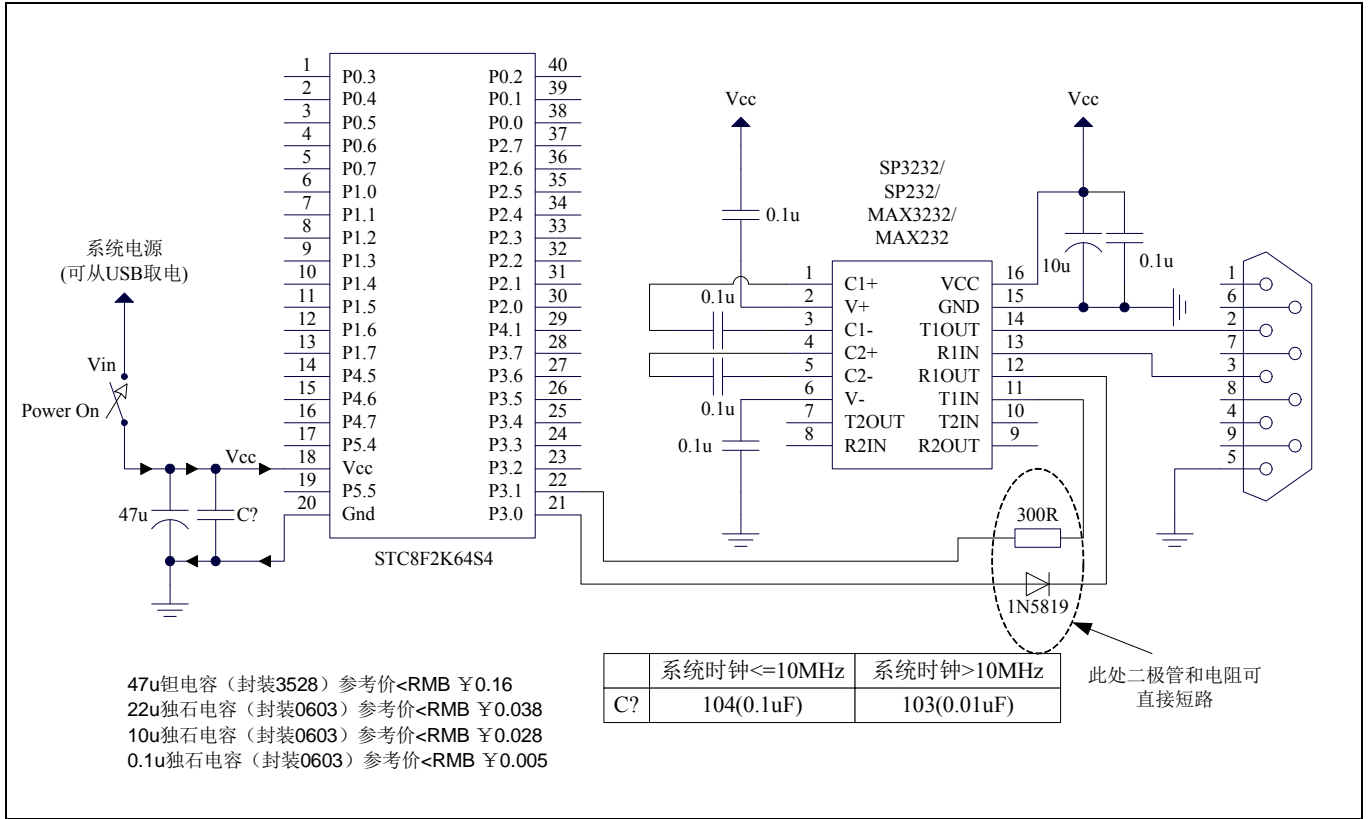 系统电源
(可从USB取电)
Vin
Power On
Vcc
47u
C?
1 P0.3 P0.2 40
2 P0.4 P0.1 39
3 P0.5 P0.0 38
4 P0.6 P2.7 37
5 P0.7 P2.6 36
6 P1.0 P2.5 35
7 P1.1 P2.4 34
8 P1.2 P2.3 33
9 P1.3 P2.2 32
10 P1.4 P2.1 31
11 P1.5 P2.0 30
12 P1.6 P4.1 29
13 P1.7 P3.7 28
14 P4.5 P3.6 27
15 P4.6 P3.5 26
16 P4.7 P3.4 25
17 P5.4 P3.3 24
18 Vcc P3.2 23
19 P5.5 P3.1 22
20 Gnd P3.0 21
STC8F2K64S4
Vcc
0.1u
0.1u
0.1u
0.1u
SP3232/
SP232/
MAX3232/
MAX232
1 C1+ VCC 16
2 V+ GND 15
3 C1- T1OUT 14
4 C2+ R1IN 13
5 C2- R1OUT 12
6 V- T1IN 11
7 T2OUT T2IN 10
8 R2IN R2OUT 9
Vcc
10u
0.1u
1
6
2
7
3
8
4
9
5
300R
1N5819
此处二极管和电阻可
直接短路
系统时钟<=10MHz 系统时钟>10MHz
C? 104(0.1uF) 103(0.01uF)
47u钽电容（封装3528）参考价<RMB ￥0.16
22u独石电容（封装0603）参考价<RMB ￥0.038
10u独石电容（封装0603）参考价<RMB ￥0.028
0.1u独石电容（封装0603）参考价<RMB ￥0.005